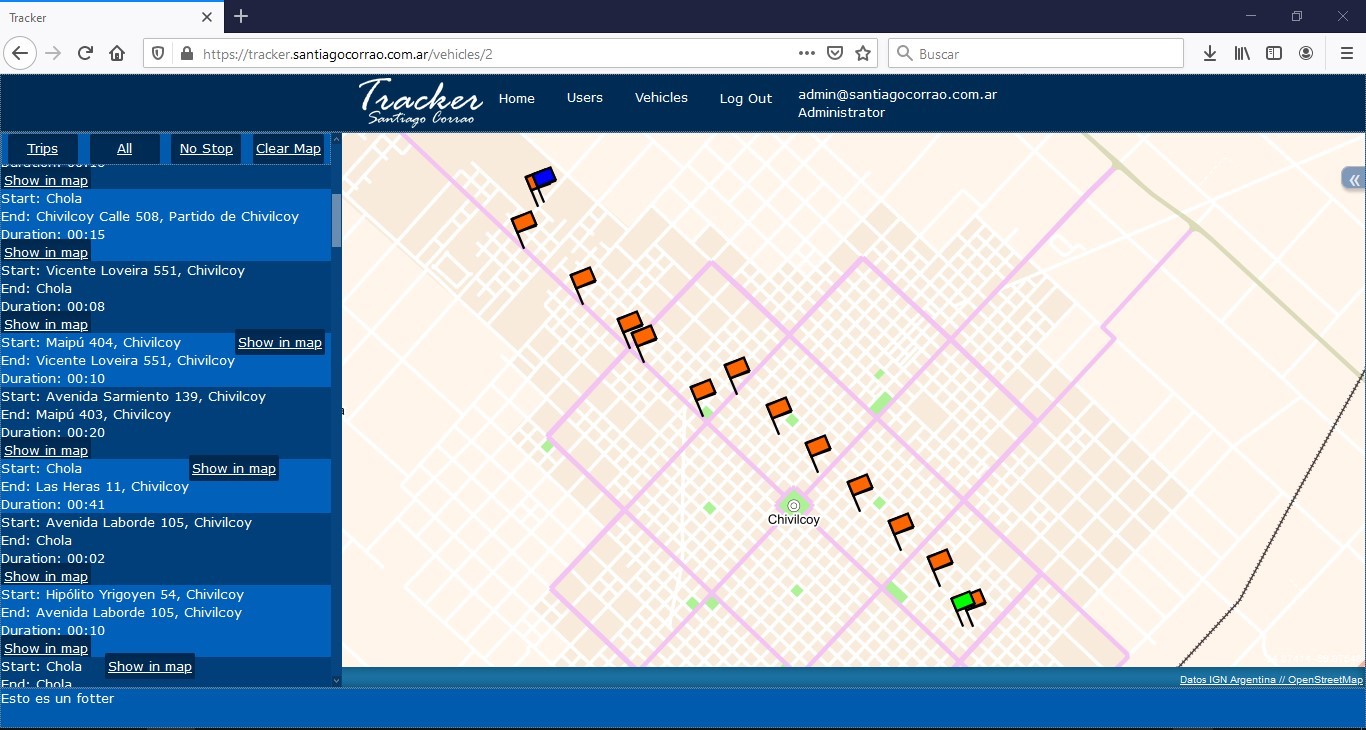 Tracker
https://tracker.santiagocorrao.com.ar/vehicles/2
Buscar
Tracker
Santiago Corrao
Home
Users
Vehicles
Log Out
admin@santiagocorrao.com.ar
Administrator
Trips
All
No Stop
Clear Map
Show in map
Start: Chola
End: Chivilcoy Calle 508, Partido de Chivilcoy
Duration: 00:15
Show in map
Start: Vicente Loveira 551, Chivilcoy
End: Chola
Duration: 00:08
Show in map
Start: Maipú 404, Chivilcoy
Show in map
End: Vicente Loveira 551, Chivilcoy
Duration: 00:10
Start: Avenida Sarmiento 139, Chivilcoy
End: Maipú 403, Chivilcoy
Duration: 00:20
Show in map
Start: Chola
Show in map
End: Las Heras 11, Chivilcoy
Duration: 00:41
Start: Avenida Laborde 105, Chivilcoy
End: Chola
Duration: 00:02
Show in map
Start: Hipólito Yrigoyen 54, Chivilcoy
End: Avenida Laborde 105, Chivilcoy
Duration: 00:10
Show in map
Start: Chola
Show in map
End: Chola
Chivilcoy
Datos IGN Argentina // OpenStreetMap
Esto es un fotter